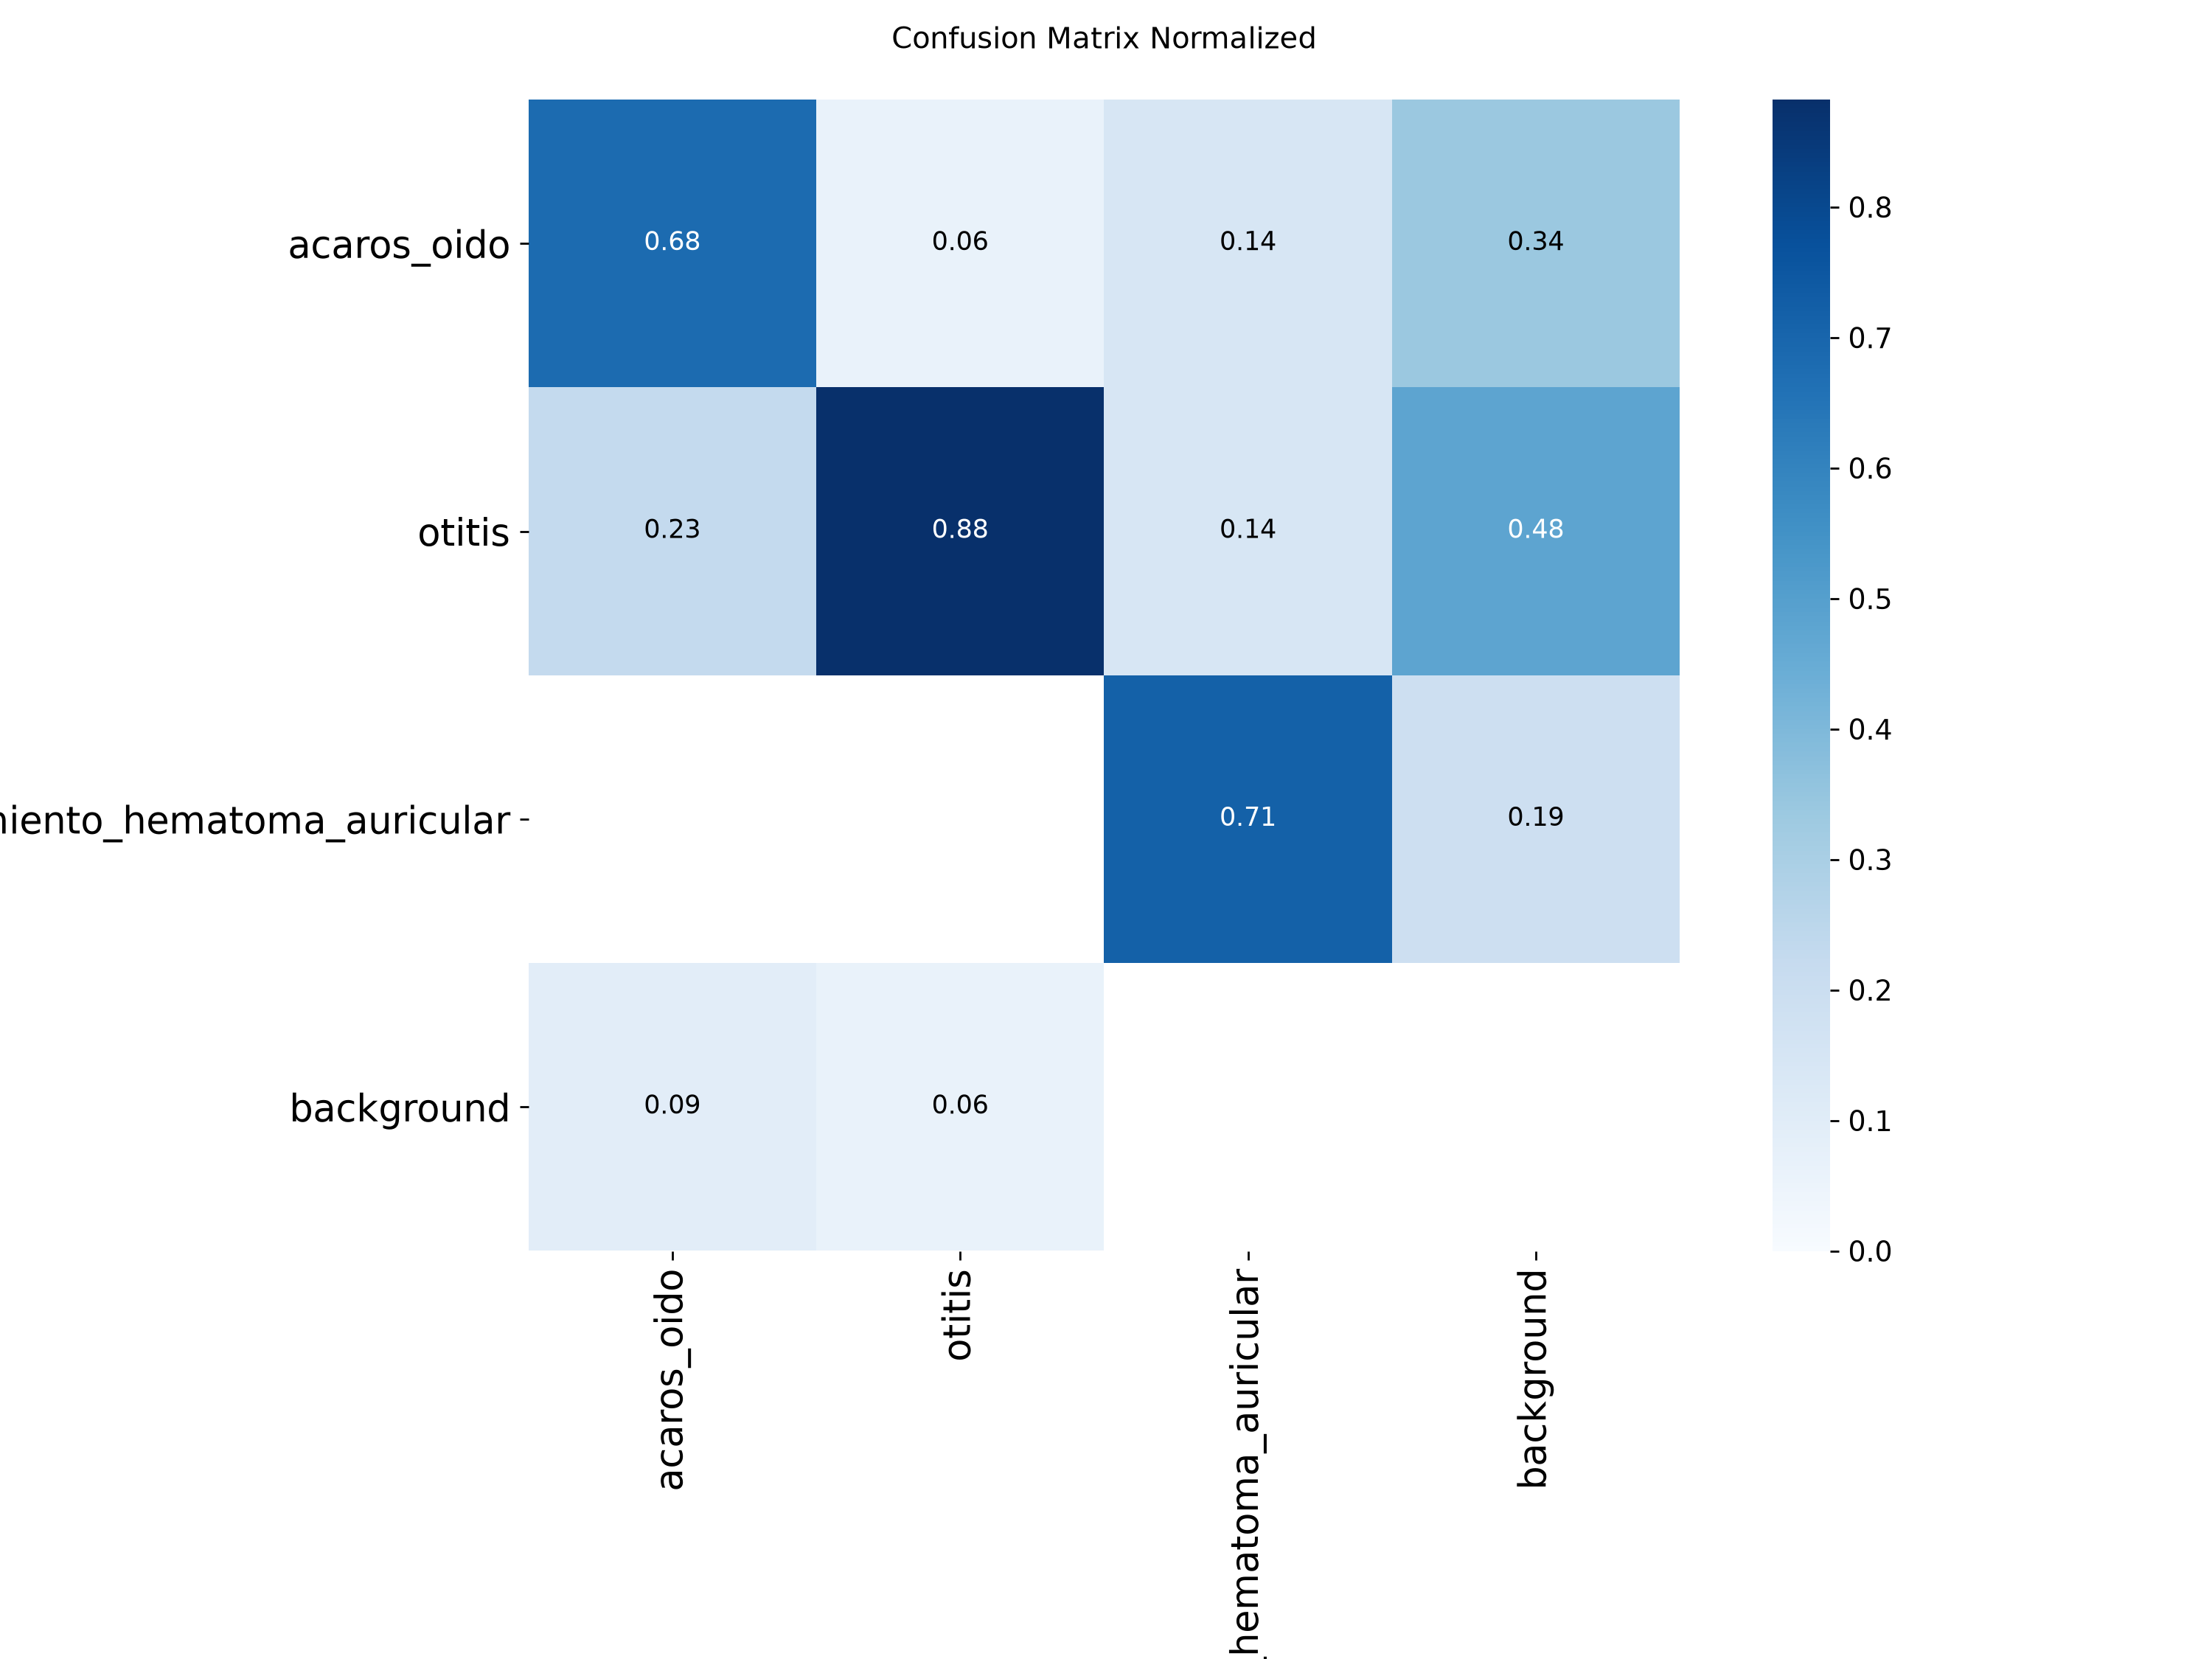 Confusion Matrix Normalized
acaros_oido
0.68 0.06 0.14 0.34
otitis
0.23 0.88 0.14 0.48
iento_hematoma_auricular
0.71 0.19
background
0.09 0.06
acaros_oido
otitis
_hematoma_auricular
background
0.8
0.7
0.6
0.5
0.4
0.3
0.2
0.1
0.0